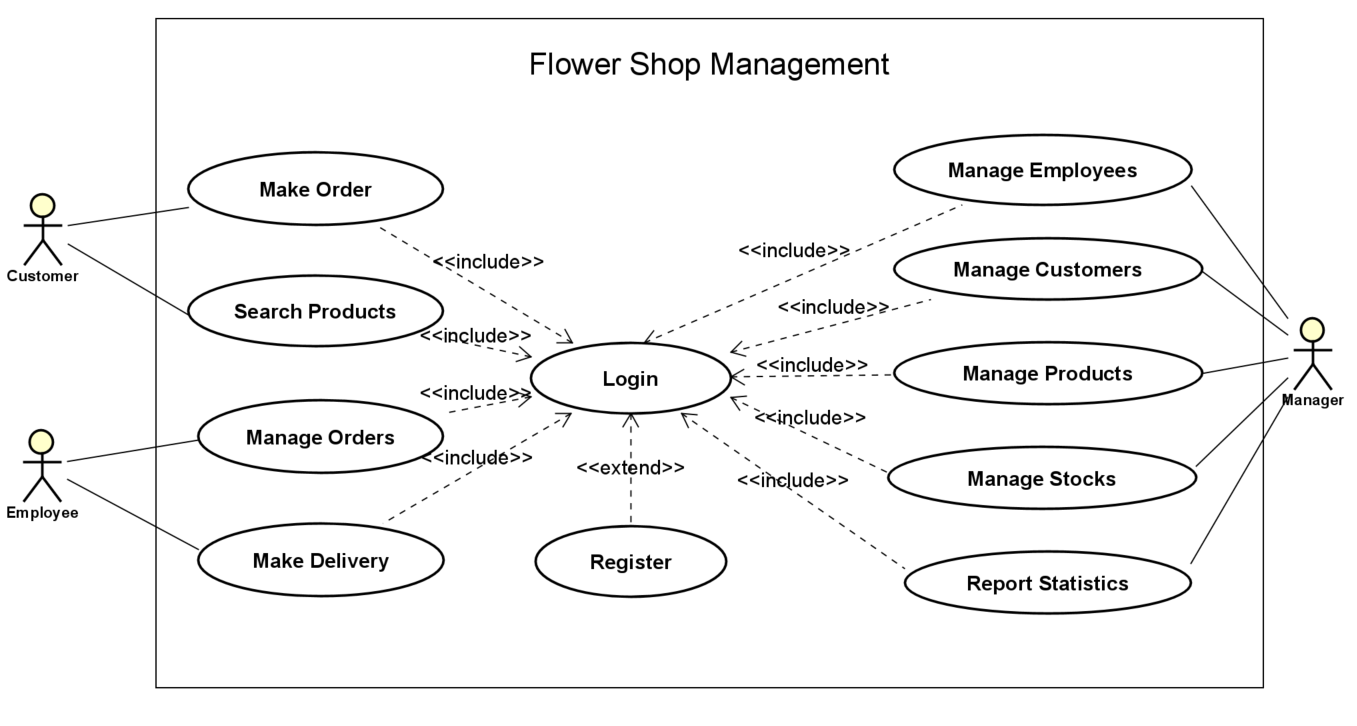 Flower Shop Management
Make Order
Manage Employees
Customer
<<include>>
<<include>>
Manage Customers
Search Products
<<include>>
<<include>>
<<include>>
Login
Manage Products
Manager
<<include>>
<<include>>
Manage Orders
<<include>>
<<extend>>
<<include>>
Manage Stocks
Employee
Make Delivery
Register
Report Statistics